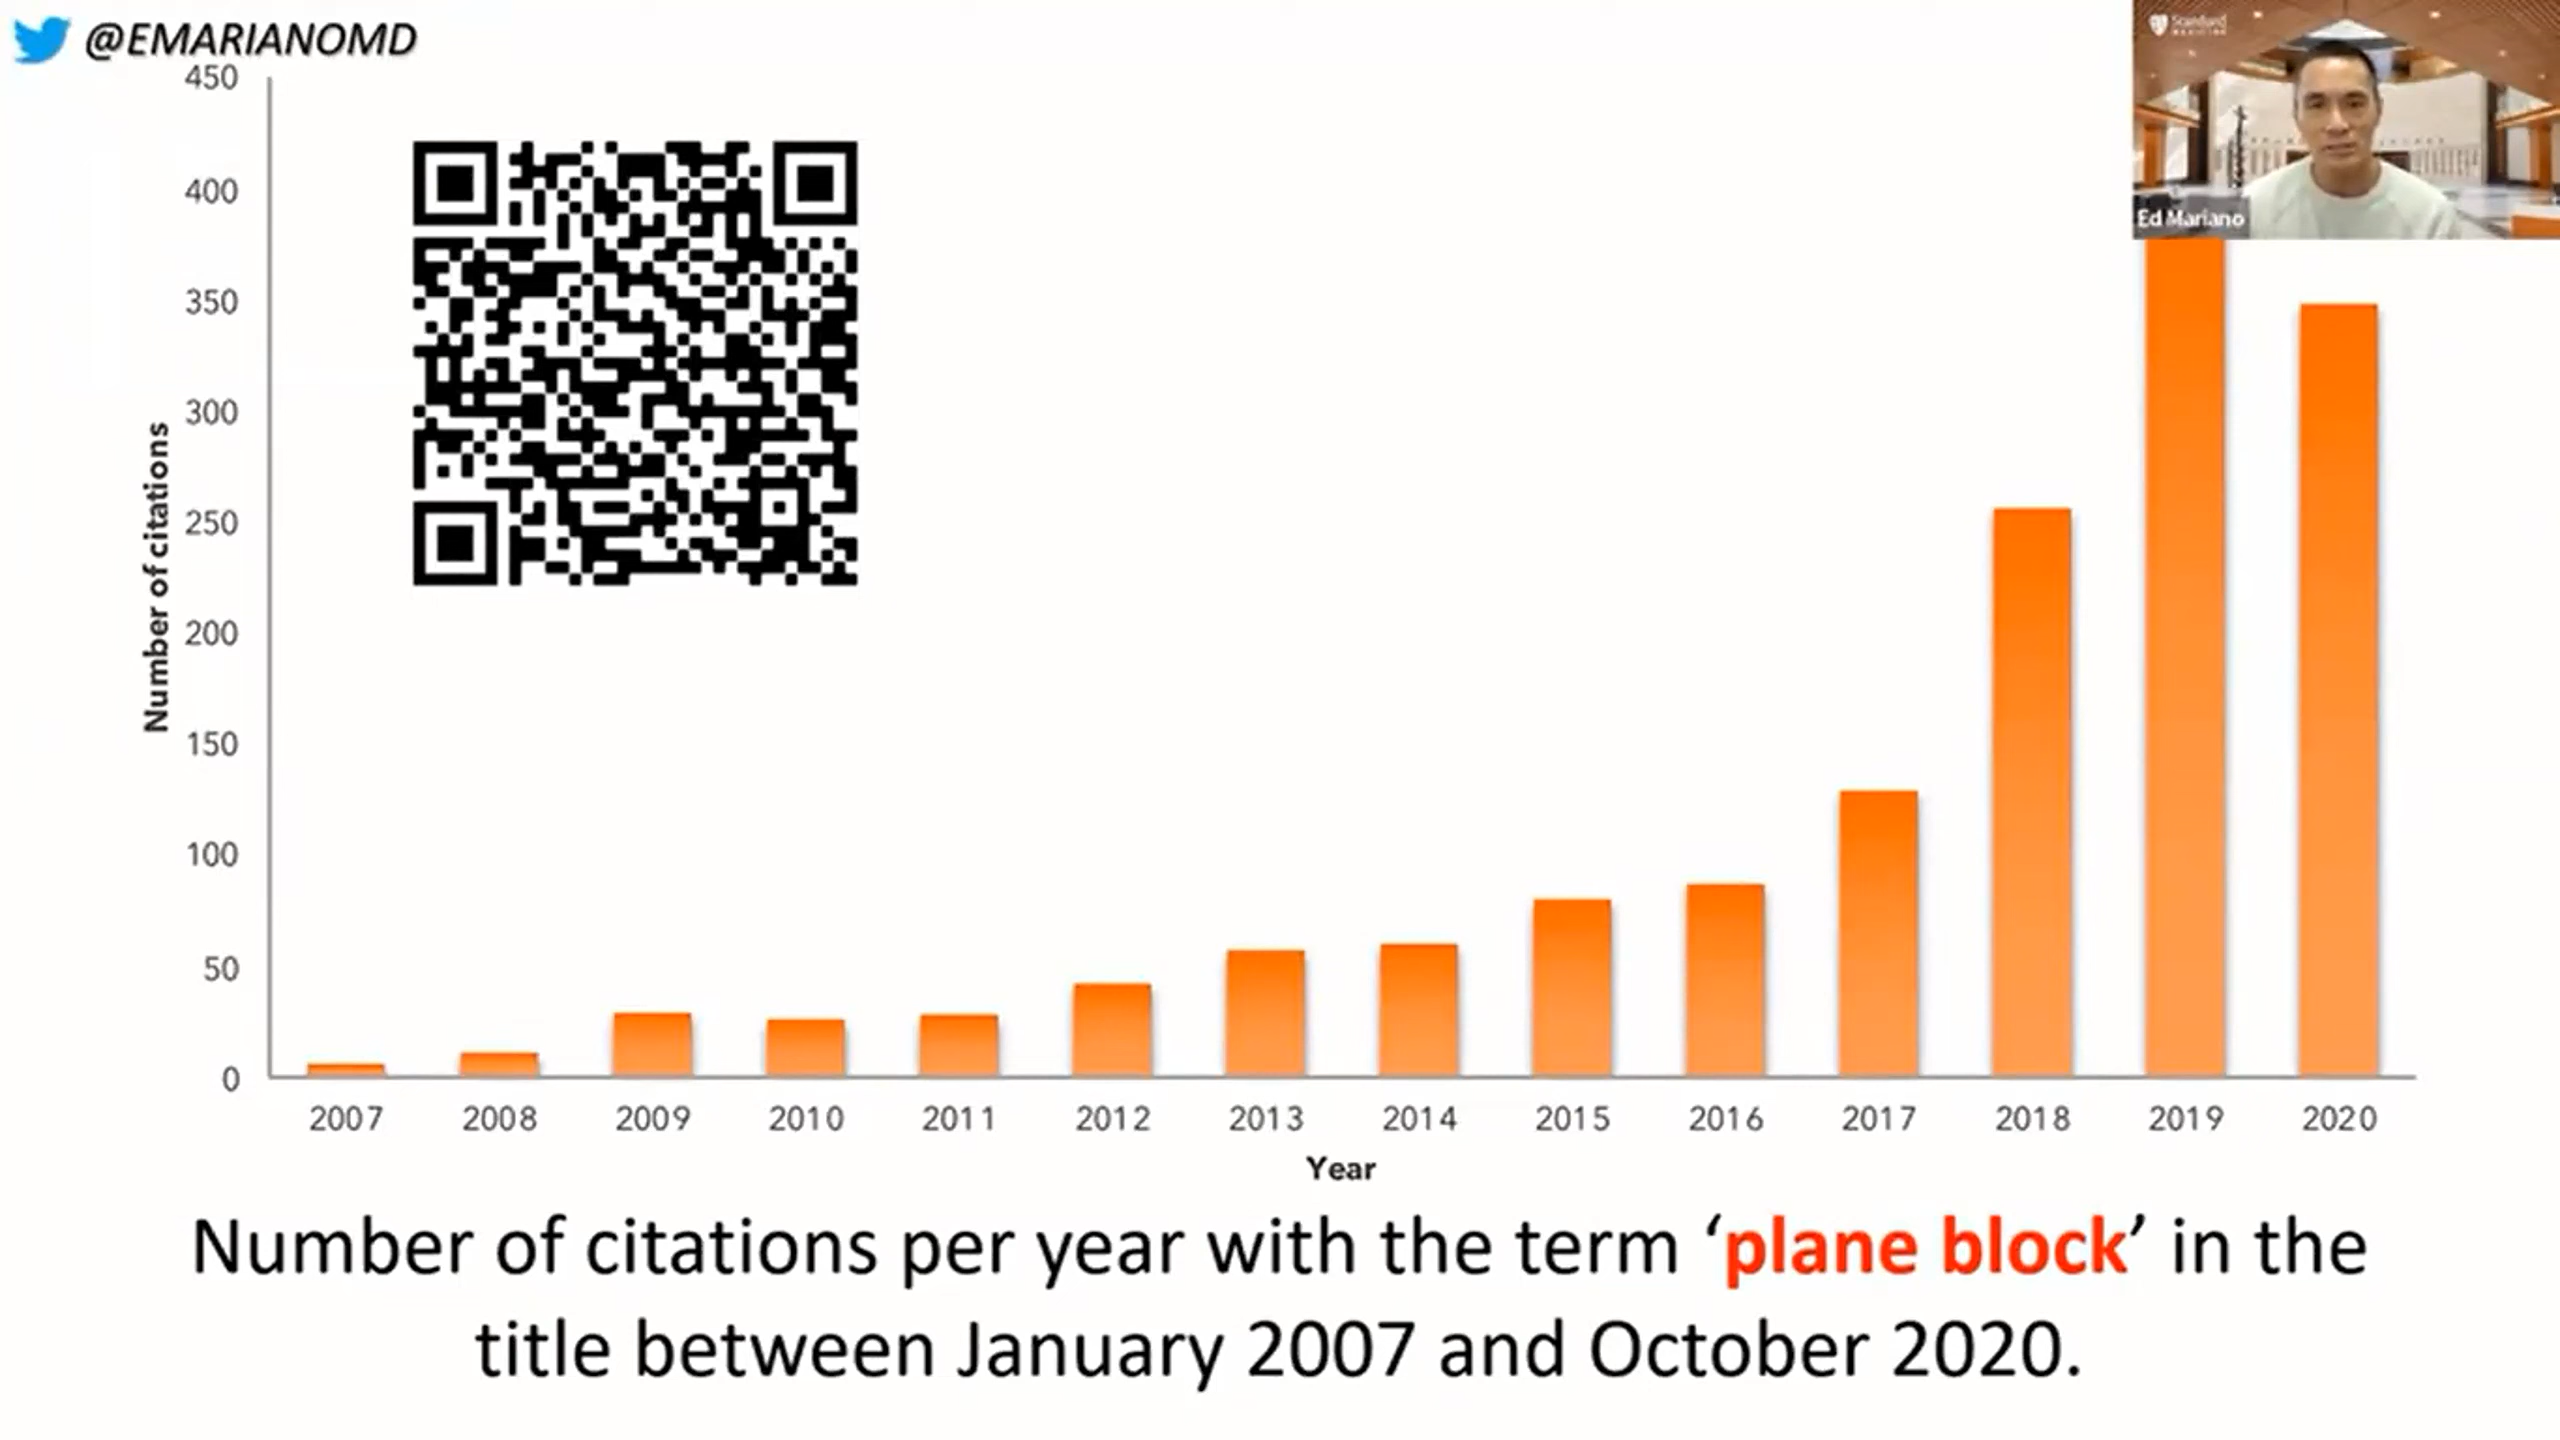 @EMARIANOMD
Stanford
MEDICINE
Ed Mariano
450
400
350
300
250
200
150
100
50
0
Number of citations
2007 2008 2009 2010 2011 2012 2013 2014 2015 2016 2017 2018 2019 2020
Year
Number of citations per year with the term ‘plane block’ in the
title between January 2007 and October 2020.